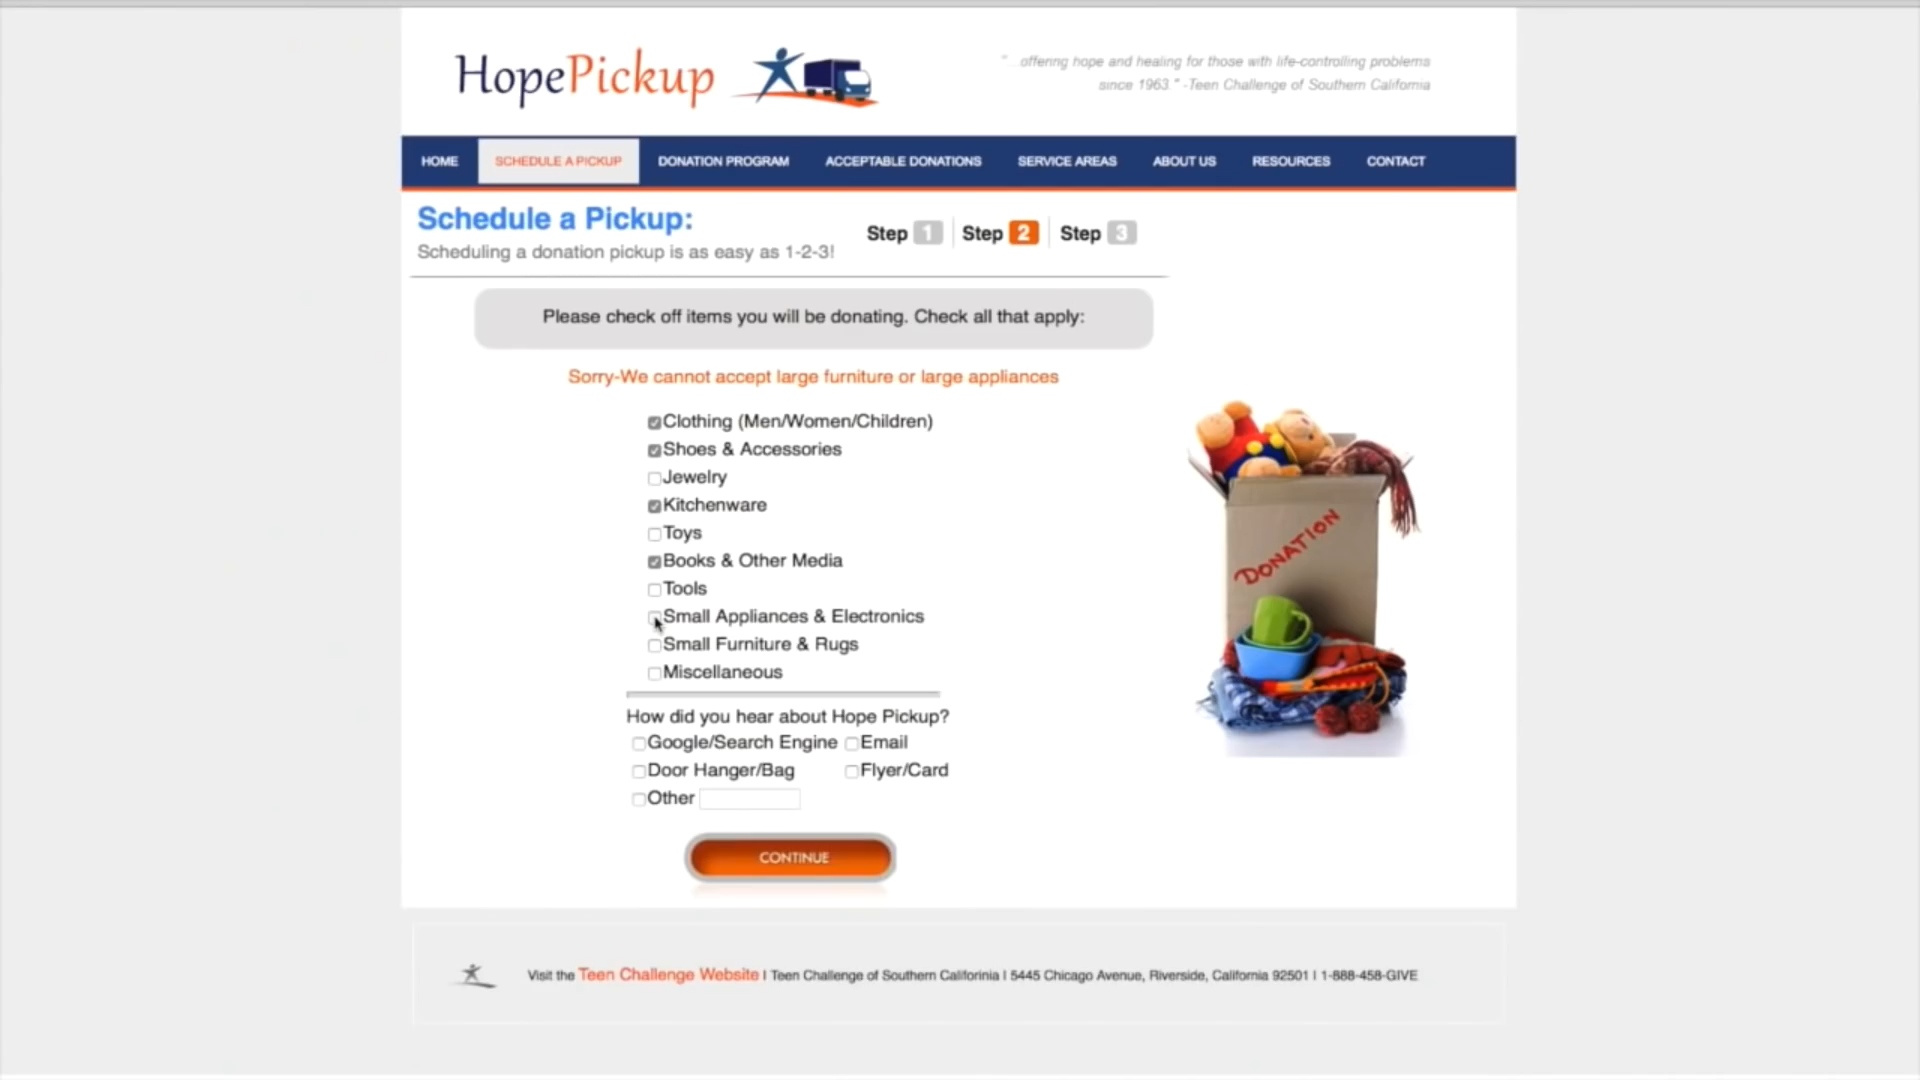 HopePickup
"...offering hope and healing for those with life-controlling problems
since 1963." -Teen Challenge of Southern California
HOME SCHEDULE A PICKUP DONATION PROGRAM ACCEPTABLE DONATIONS SERVICE AREAS ABOUT US RESOURCES CONTACT
Schedule a Pickup:
Scheduling a donation pickup is as easy as 1-2-3!
Step 1 Step 2 Step 3
Please check off items you will be donating. Check all that apply:
Sorry-We cannot accept large furniture or large appliances
Clothing (Men/Women/Children)
Shoes & Accessories
Jewelry
Kitchenware
Toys
Books & Other Media
Tools
Small Appliances & Electronics
Small Furniture & Rugs
Miscellaneous
DONATION
How did you hear about Hope Pickup?
Google/Search Engine Email
Door Hanger/Bag Flyer/Card
Other
CONTINUE
Visit the Teen Challenge Website | Teen Challenge of Southern Califorinia | 5445 Chicago Avenue, Riverside, California 92501 | 1-888-458-GIVE